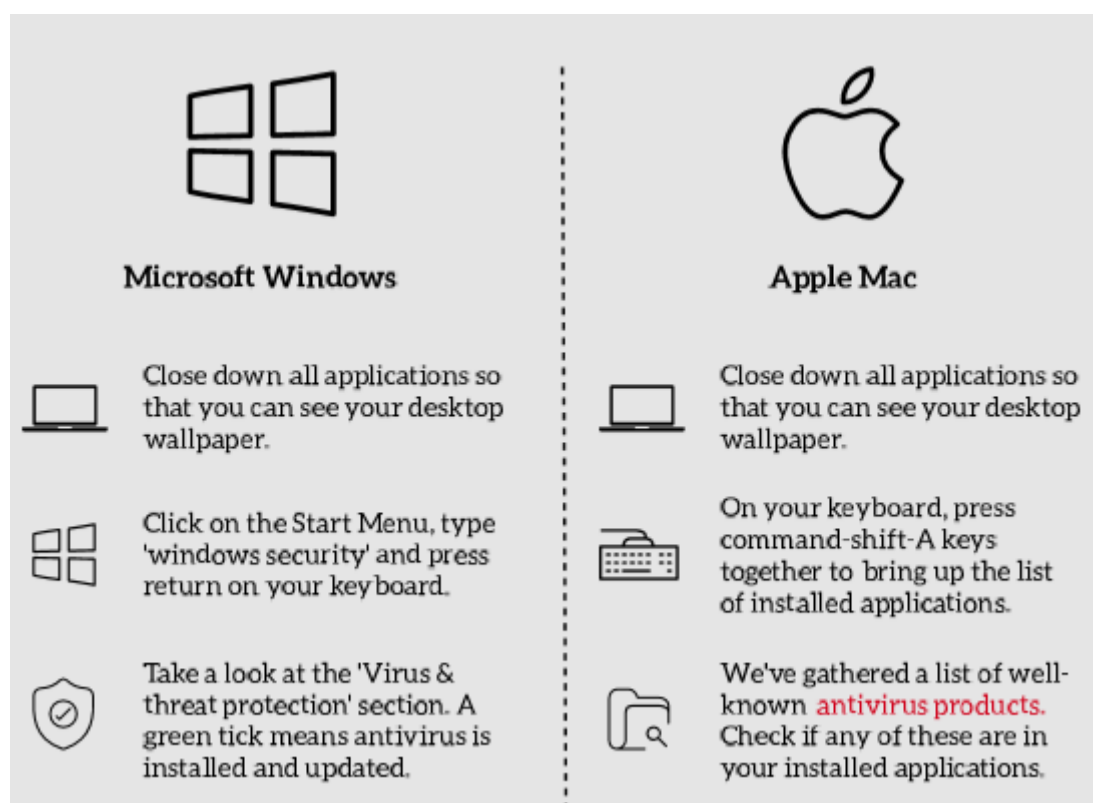 Microsoft Windows
Close down all applications so
that you can see your desktop
wallpaper.
Click on the Start Menu, type
'windows security' and press
return on your keyboard.
Take a look at the 'Virus &
threat protection' section. A
green tick means antivirus is
installed and updated.
Apple Mac
Close down all applications so
that you can see your desktop
wallpaper.
On your keyboard, press
command-shift-A keys
together to bring up the list
of installed applications.
We've gathered a list of well-
known antivirus products.
Check if any of these are in
your installed applications.